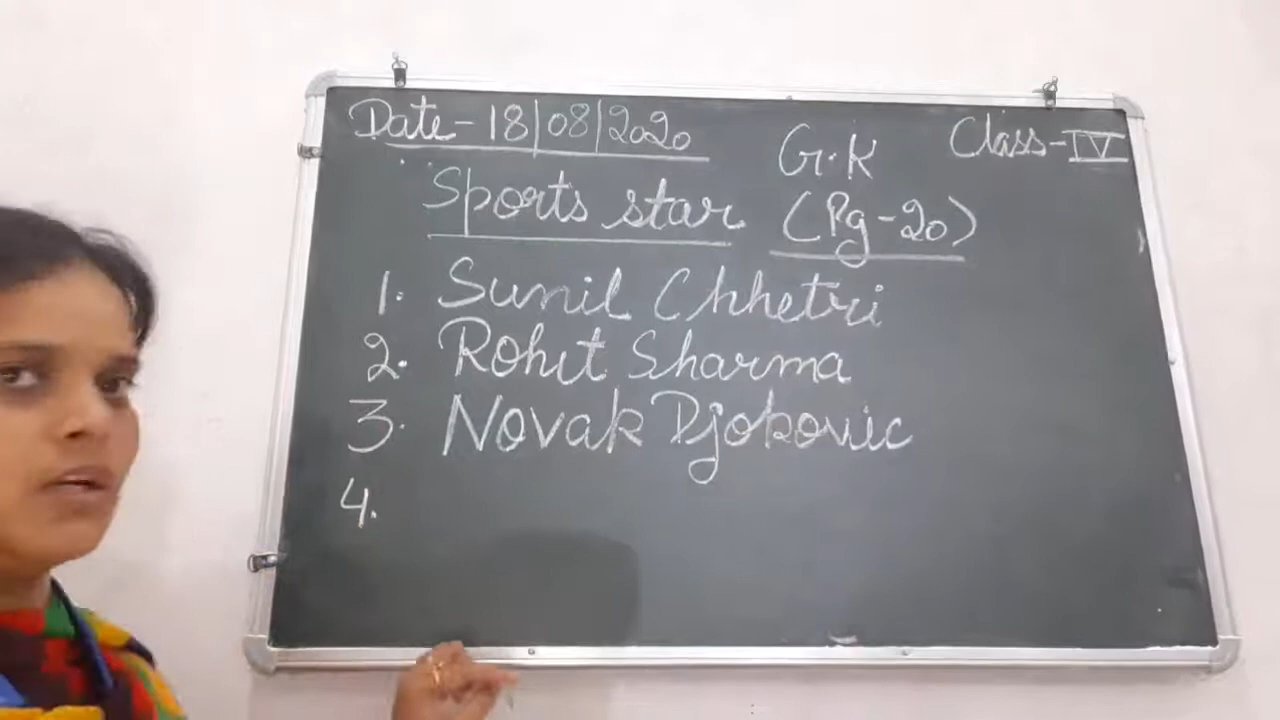 Date - 18/08/2020
G.K
Class - IV
Sports star (Pg - 20)
1. Sunil Chhetri
2. Rohit Sharma
3. Novak Djokovic
4.